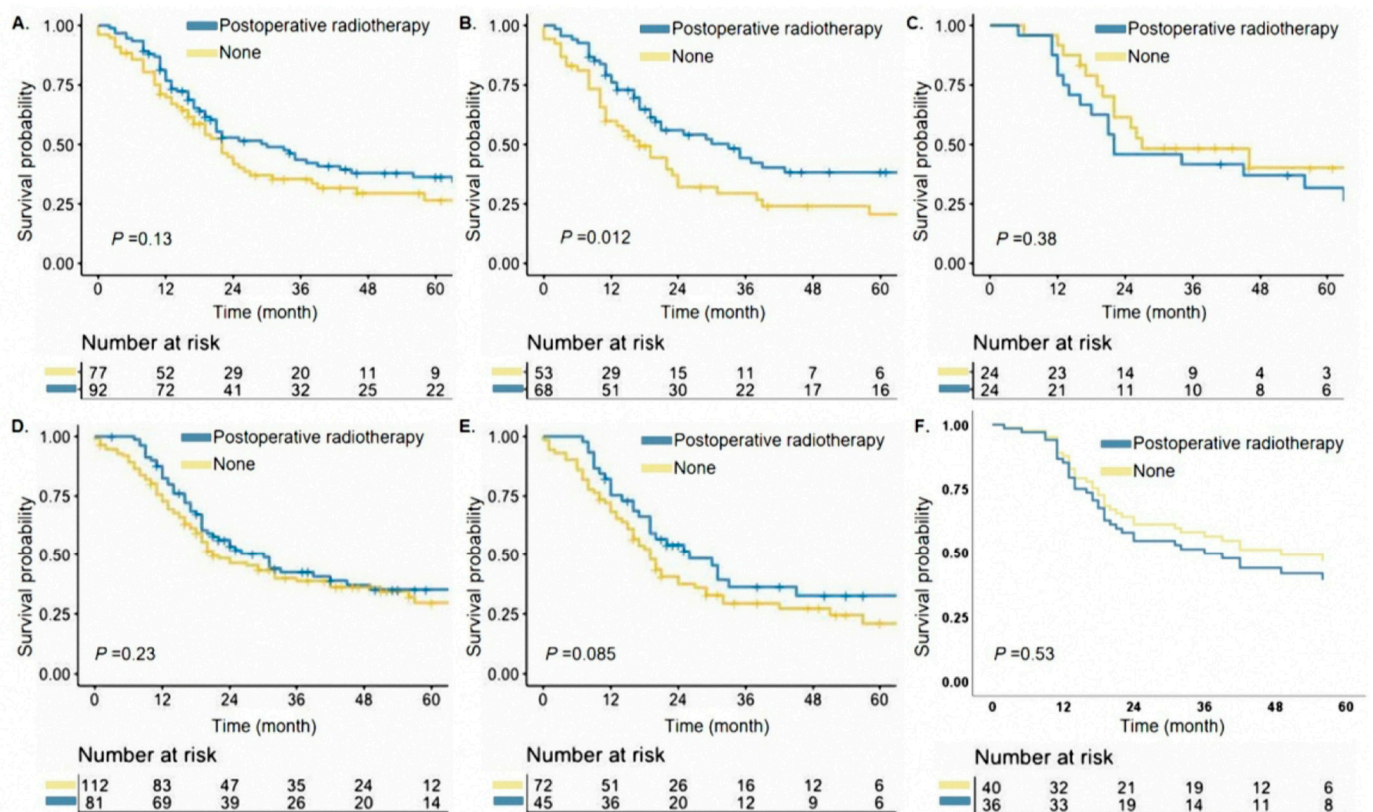 A.
Postoperative radiotherapy
None
Survival probability
1.00
0.75
0.50
0.25
0.00
P =0.13
0 12 24 36 48 60
Time (month)
Number at risk
77 52 29 20 11 9
92 72 41 32 25 22
B.
Postoperative radiotherapy
None
Survival probability
1.00
0.75
0.50
0.25
0.00
P =0.012
0 12 24 36 48 60
Time (month)
Number at risk
53 29 15 11 7 6
68 51 30 22 17 16
C.
Postoperative radiotherapy
None
Survival probability
1.00
0.75
0.50
0.25
0.00
P =0.38
0 12 24 36 48 60
Time (month)
Number at risk
24 23 14 9 4 3
24 21 11 10 8 6
D.
Postoperative radiotherapy
None
Survival probability
1.00
0.75
0.50
0.25
0.00
P =0.23
0 12 24 36 48 60
Time (month)
Number at risk
112 83 47 35 24 12
81 69 39 26 20 14
E.
Postoperative radiotherapy
None
Survival probability
1.00
0.75
0.50
0.25
0.00
P =0.085
0 12 24 36 48 60
Time (month)
Number at risk
72 51 26 16 12 6
45 36 20 12 9 6
F.
Postoperative radiotherapy
None
Survival probability
1.00
0.75
0.50
0.25
0.00
P =0.53
0 12 24 36 48 60
Time (month)
Number at risk
40 32 21 19 12 6
36 33 19 14 11 8